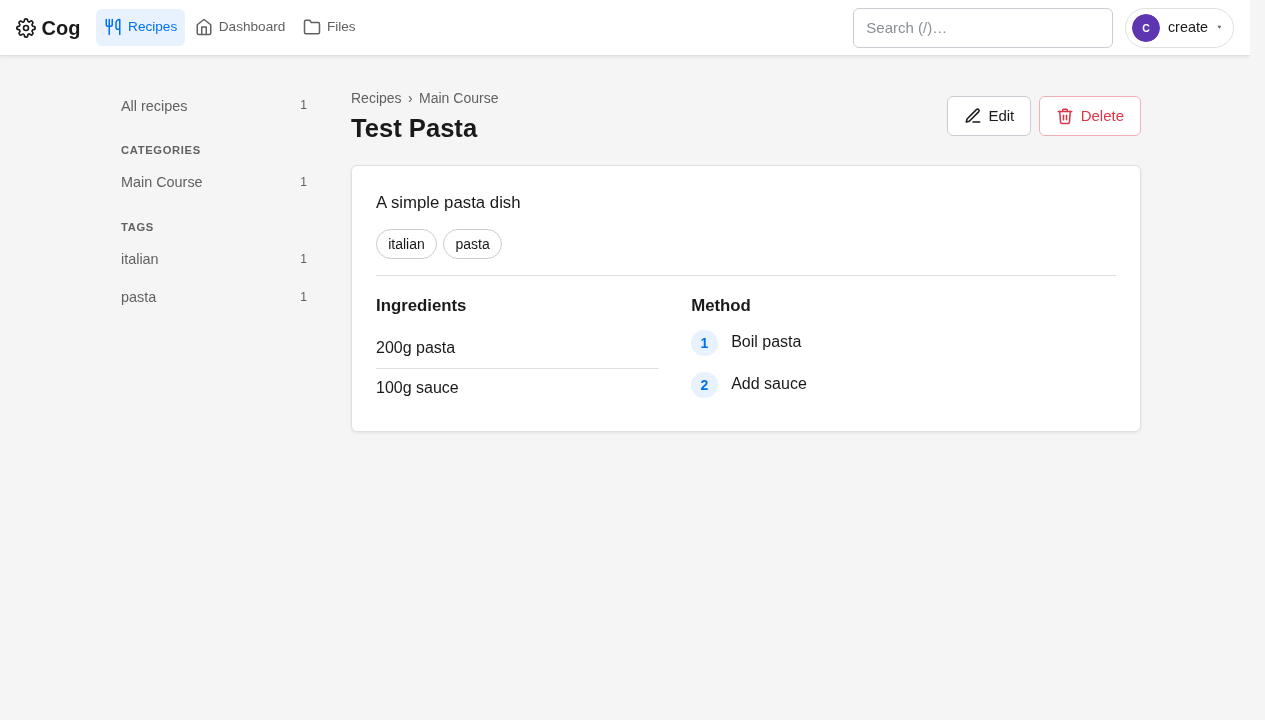 Cog
Recipes
Dashboard
Files
Search (/)…
C
create
All recipes 1
CATEGORIES
Main Course 1
TAGS
italian 1
pasta 1
Recipes › Main Course
Test Pasta
Edit
Delete
A simple pasta dish
italian
pasta
Ingredients
200g pasta
100g sauce
Method
1 Boil pasta
2 Add sauce